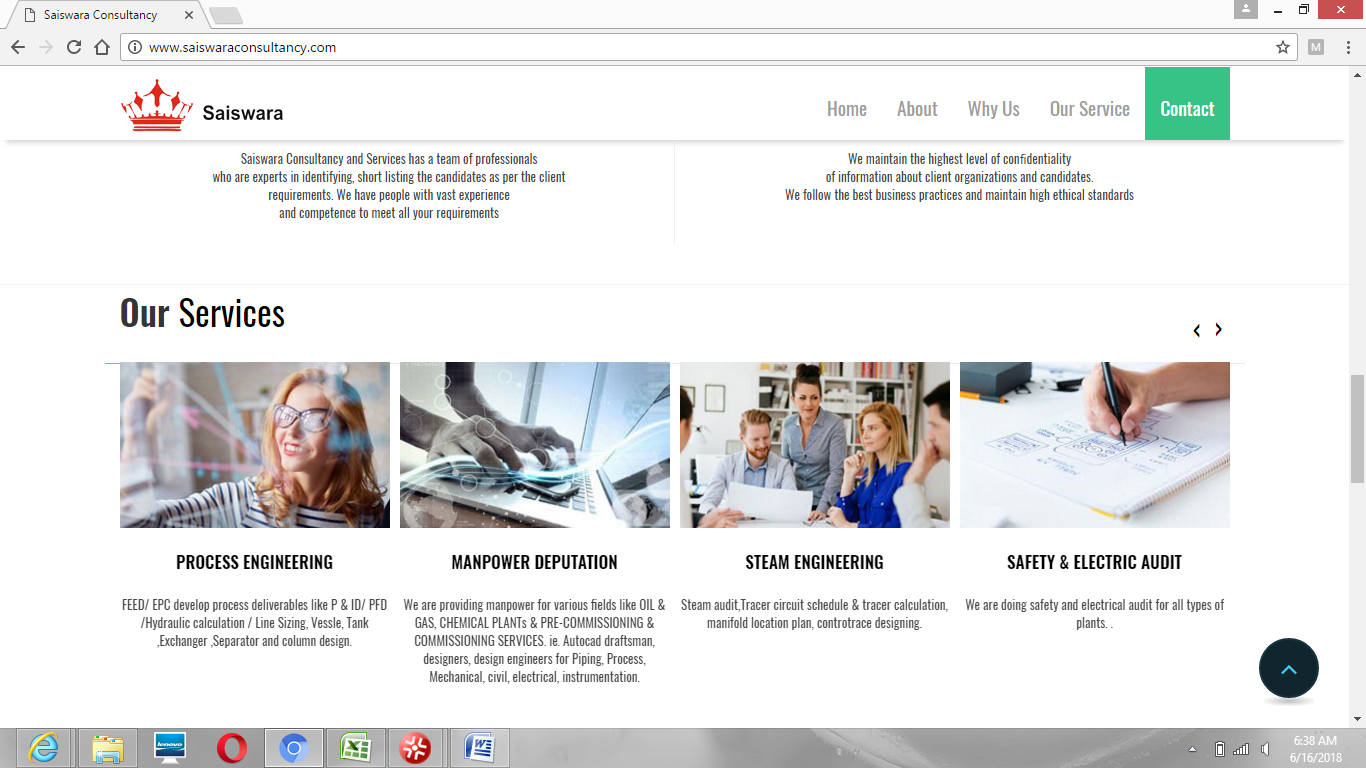 Saiswara Consultancy
www.saiswaraconsultancy.com
M
Saiswara
Home About Why Us Our Service Contact
Saiswara Consultancy and Services has a team of professionals
who are experts in identifying, short listing the candidates as per the client
requirements. We have people with vast experience
and competence to meet all your requirements
We maintain the highest level of confidentiality
of information about client organizations and candidates.
We follow the best business practices and maintain high ethical standards
Our Services
PROCESS ENGINEERING
FEED/ EPC develop process deliverables like P & ID/ PFD
/Hydraulic calculation / Line Sizing, Vessle, Tank
,Exchanger ,Separator and column design.
MANPOWER DEPUTATION
We are providing manpower for various fields like OIL &
GAS, CHEMICAL PLANTs & PRE-COMMISSIONING &
COMMISSIONING SERVICES. ie. Autocad draftsman,
designers, design engineers for Piping, Process,
Mechanical, civil, electrical, instrumentation.
STEAM ENGINEERING
Steam audit,Tracer circuit schedule & tracer calculation,
manifold location plan, controtrace designing.
SAFETY & ELECTRIC AUDIT
We are doing safety and electrical audit for all types of
plants. .
lenovo
6:38 AM
6/16/2018